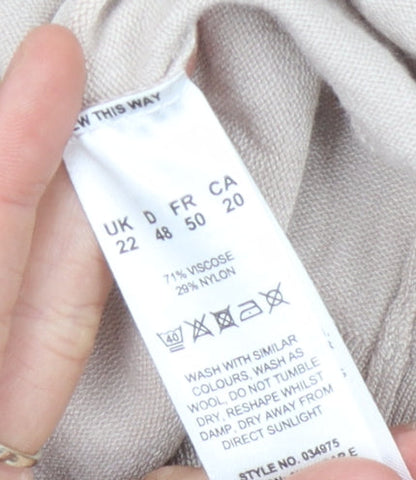 EW THIS WAY
UK D FR CA
22 48 50 20
71% VISCOSE
29% NYLON
40
WASH WITH SIMILAR
COLOURS, WASH AS
WOOL, DO NOT TUMBLE
DRY, RESHAPE WHILST
DAMP, DRY AWAY FROM
DIRECT SUNLIGHT
STYLE NO. 034975